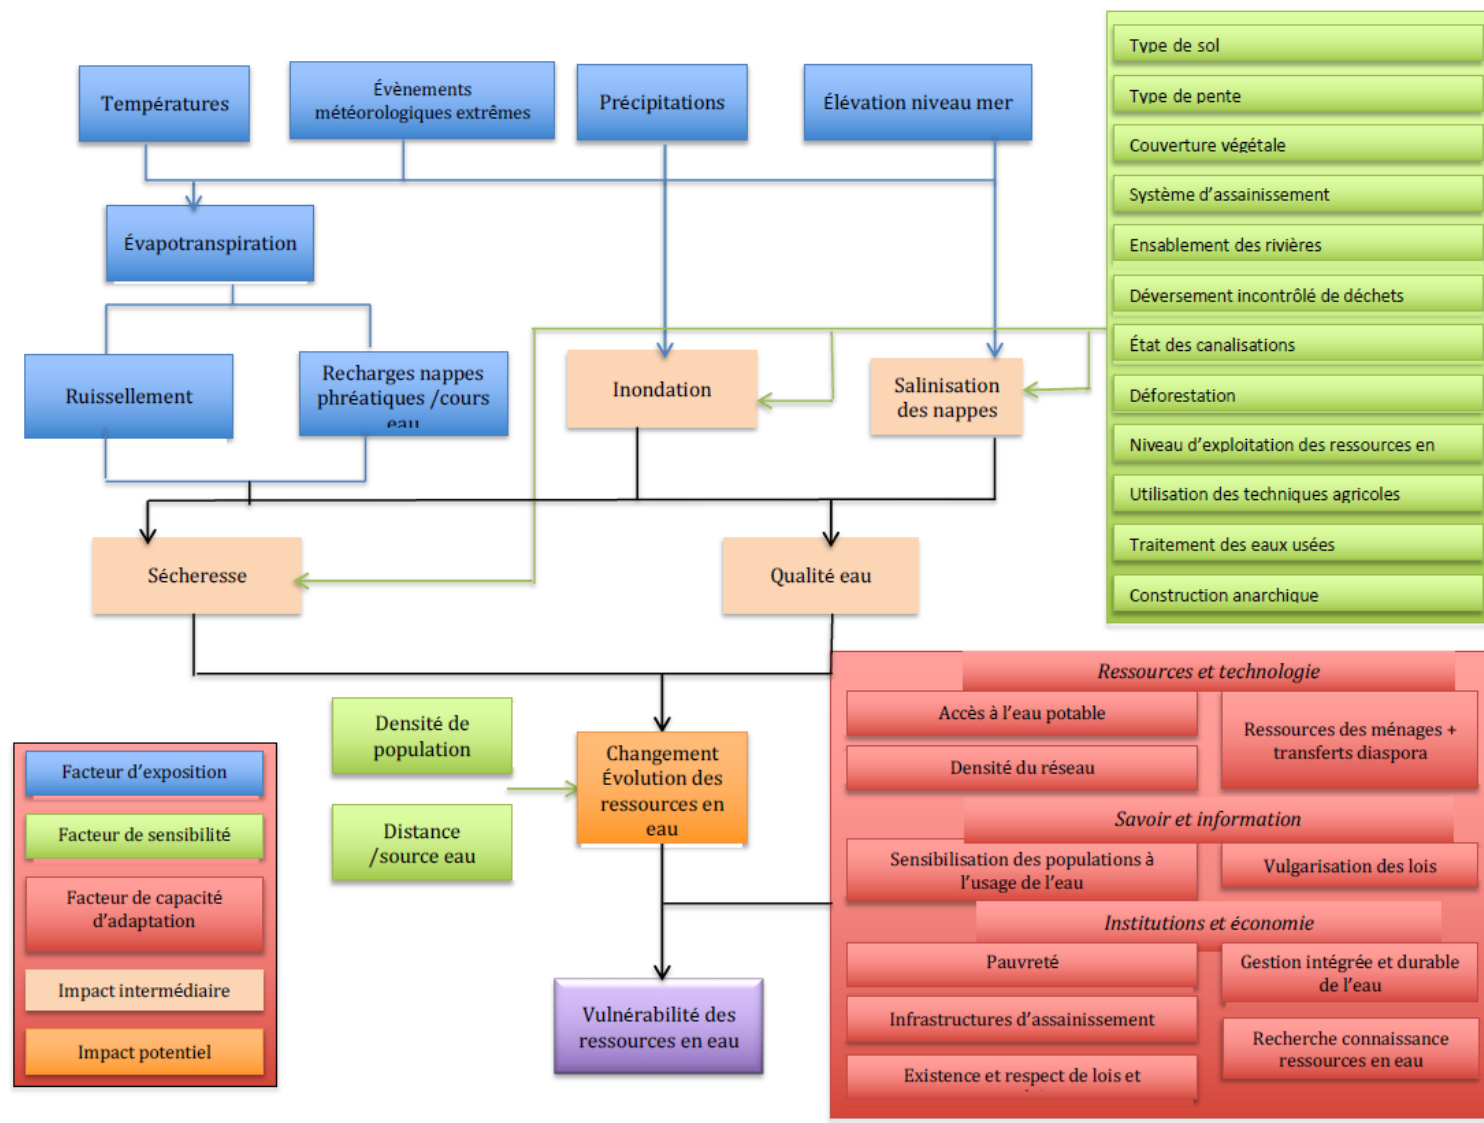 Températures
Évènements
météorologiques extrêmes
Précipitations
Élévation niveau mer
Évapotranspiration
Ruissellement
Recharges nappes
phréatiques /cours
eau
Inondation
Salinisation
des nappes
Sécheresse
Qualité eau
Type de sol
Type de pente
Couverture végétale
Système d'assainissement
Ensablement des rivières
Déversement incontrôlé de déchets
État des canalisations
Déforestation
Niveau d'exploitation des ressources en
Utilisation des techniques agricoles
Traitement des eaux usées
Construction anarchique
Densité de
population
Distance
/source eau
Changement
Évolution des
ressources en
eau
Vulnérabilité des
ressources en eau
Facteur d'exposition
Facteur de sensibilité
Facteur de capacité
d'adaptation
Impact intermédiaire
Impact potentiel
Ressources et technologie
Accès à l'eau potable
Densité du réseau
Ressources des ménages +
transferts diaspora
Savoir et information
Sensibilisation des populations à
l'usage de l'eau
Vulgarisation des lois
Institutions et économie
Pauvreté
Infrastructures d'assainissement
Existence et respect de lois et
Gestion intégrée et durable
de l'eau
Recherche connaissance
ressources en eau